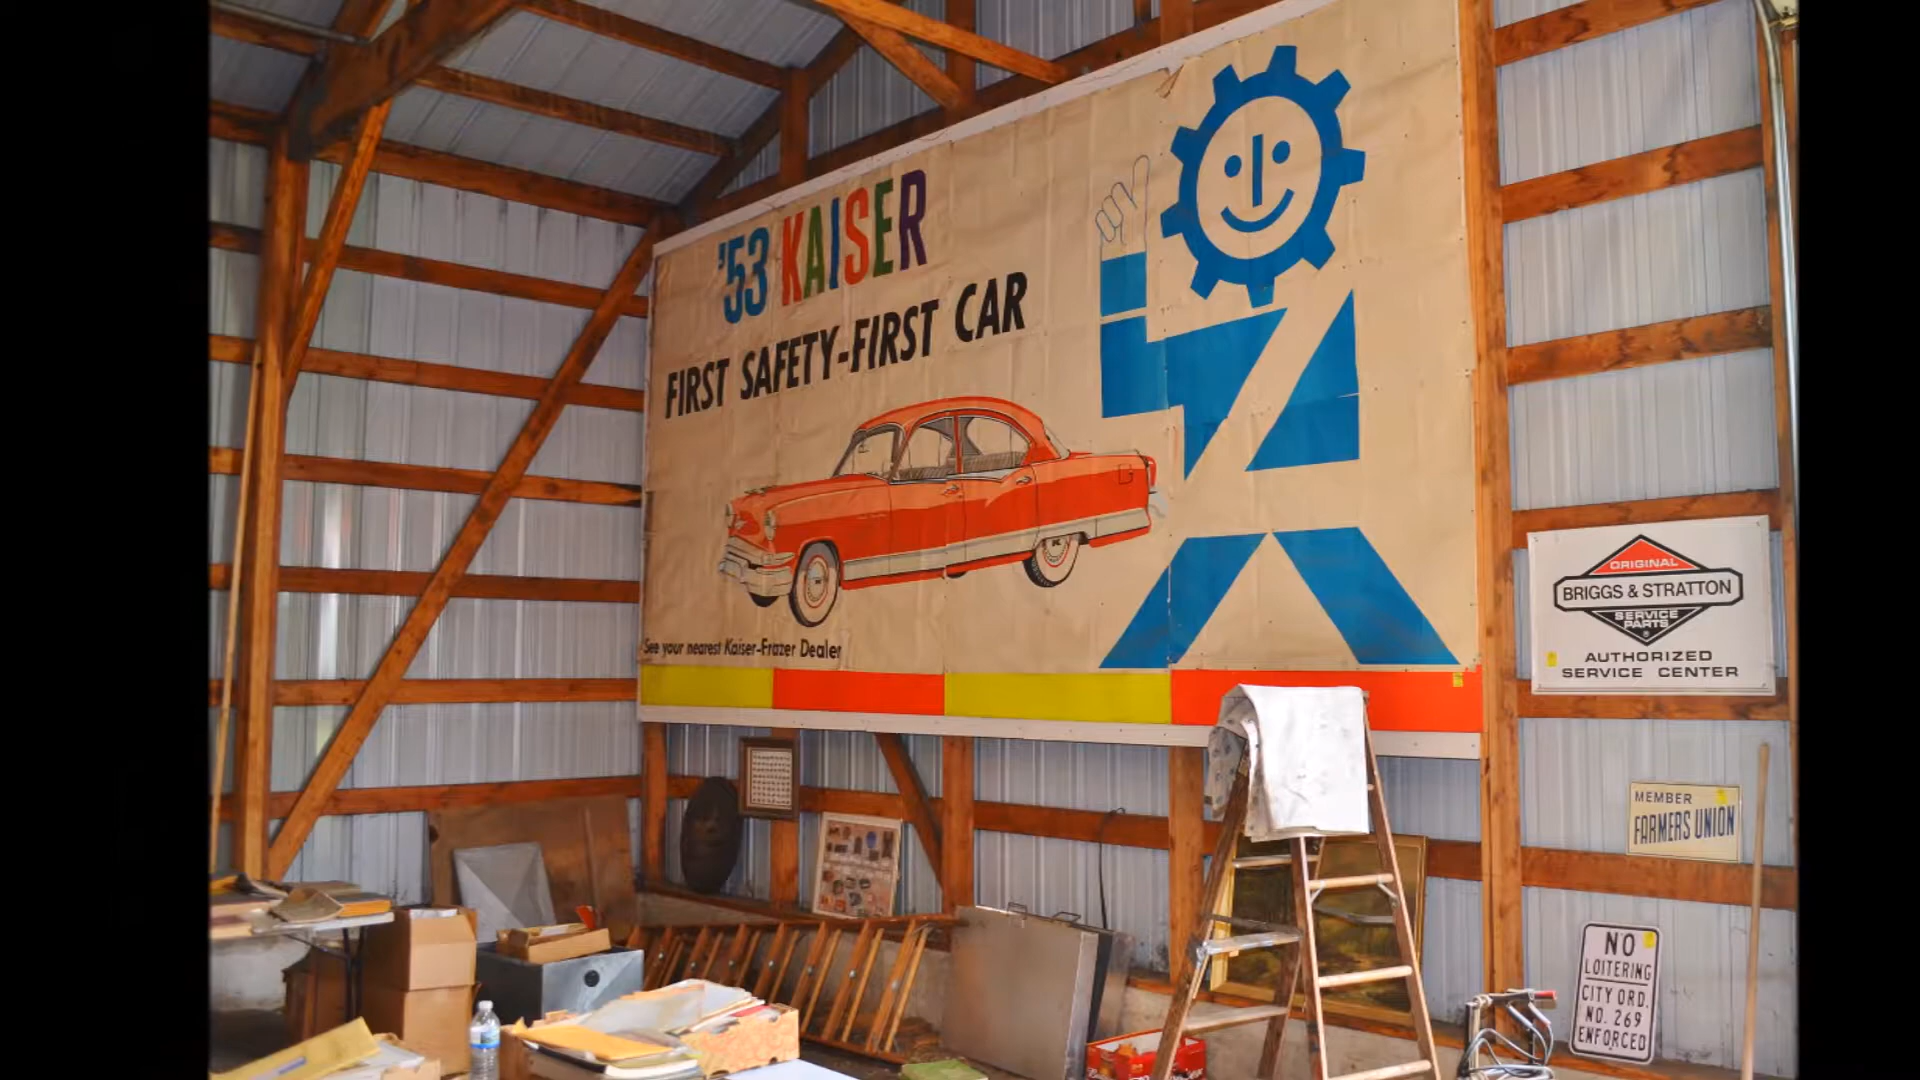 '53 KAISER
FIRST SAFETY-FIRST CAR
See your nearest Kaiser-Frazer Dealer
ORIGINAL
BRIGGS & STRATTON
SERVICE
PARTS
®
AUTHORIZED
SERVICE CENTER
MEMBER
FARMERS UNION
NO
LOITERING
CITY ORD.
NO. 269
ENFORCED